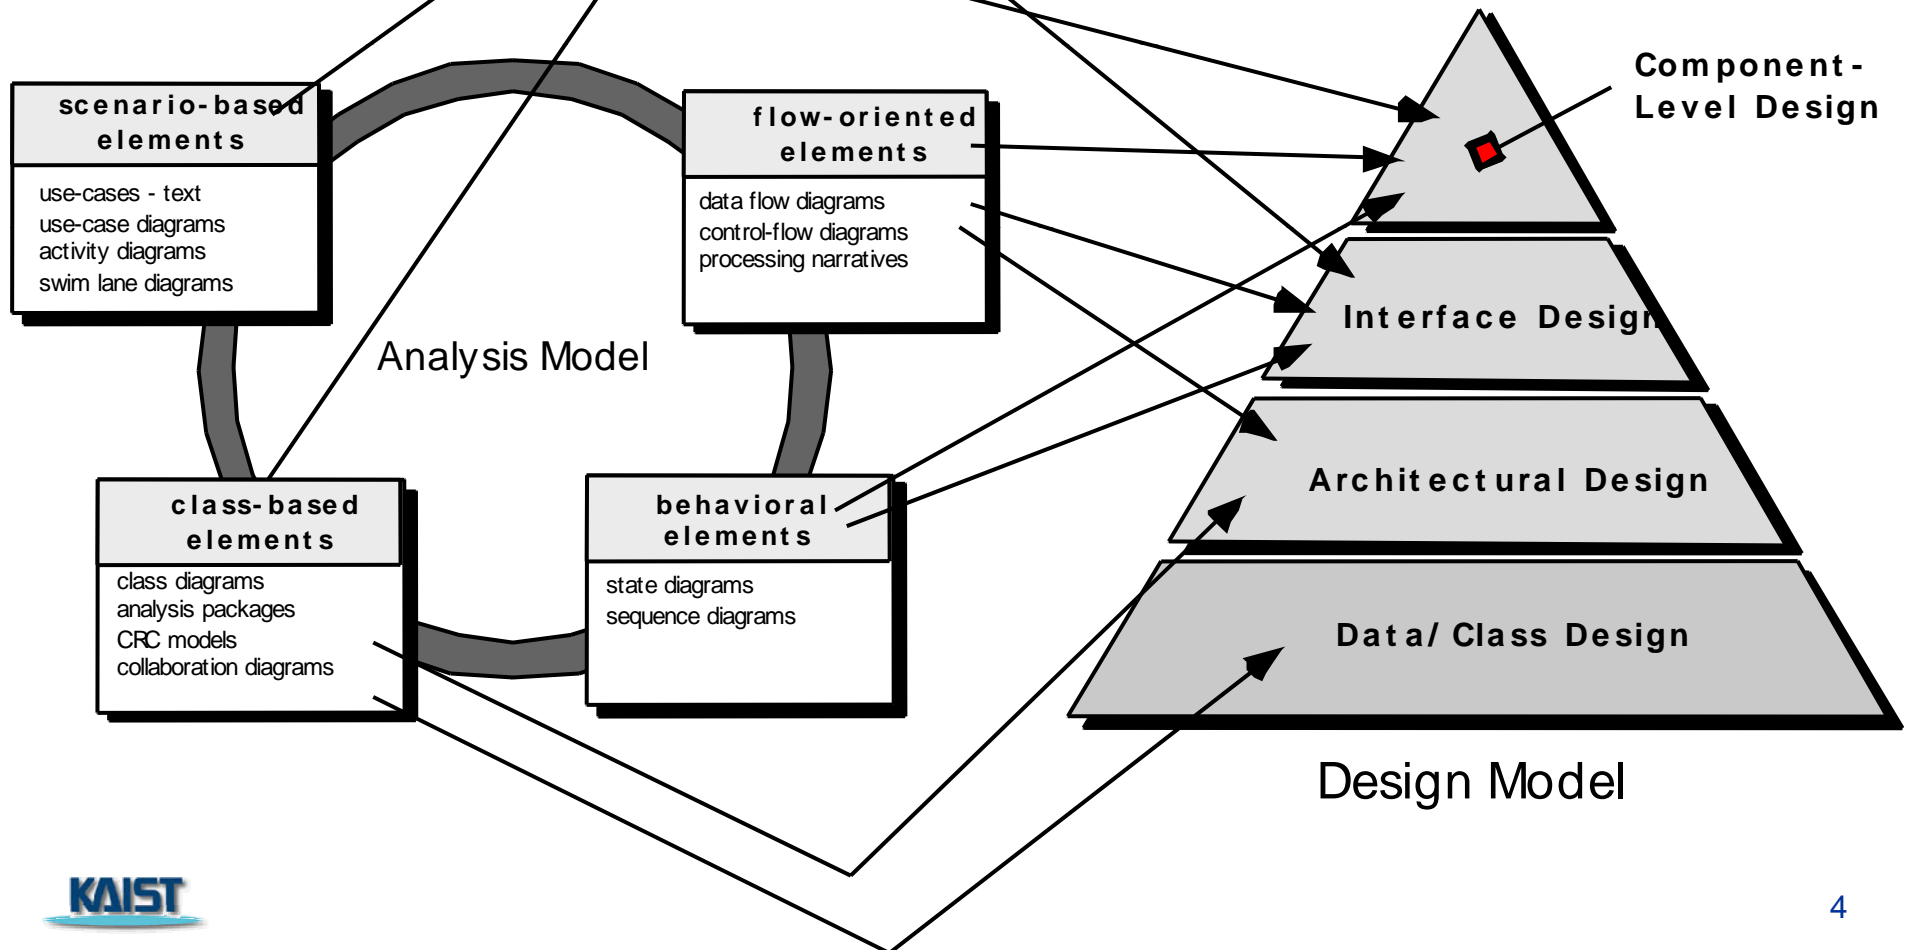 scenario-based
elements
use-cases - text
use-case diagrams
activity diagrams
swim lane diagrams
flow-oriented
elements
data flow diagrams
control-flow diagrams
processing narratives
Analysis Model
class-based
elements
class diagrams
analysis packages
CRC models
collaboration diagrams
behavioral
elements
state diagrams
sequence diagrams
Component-
Level Design
Interface Design
Architectural Design
Data/ Class Design
Design Model
KAIST
4